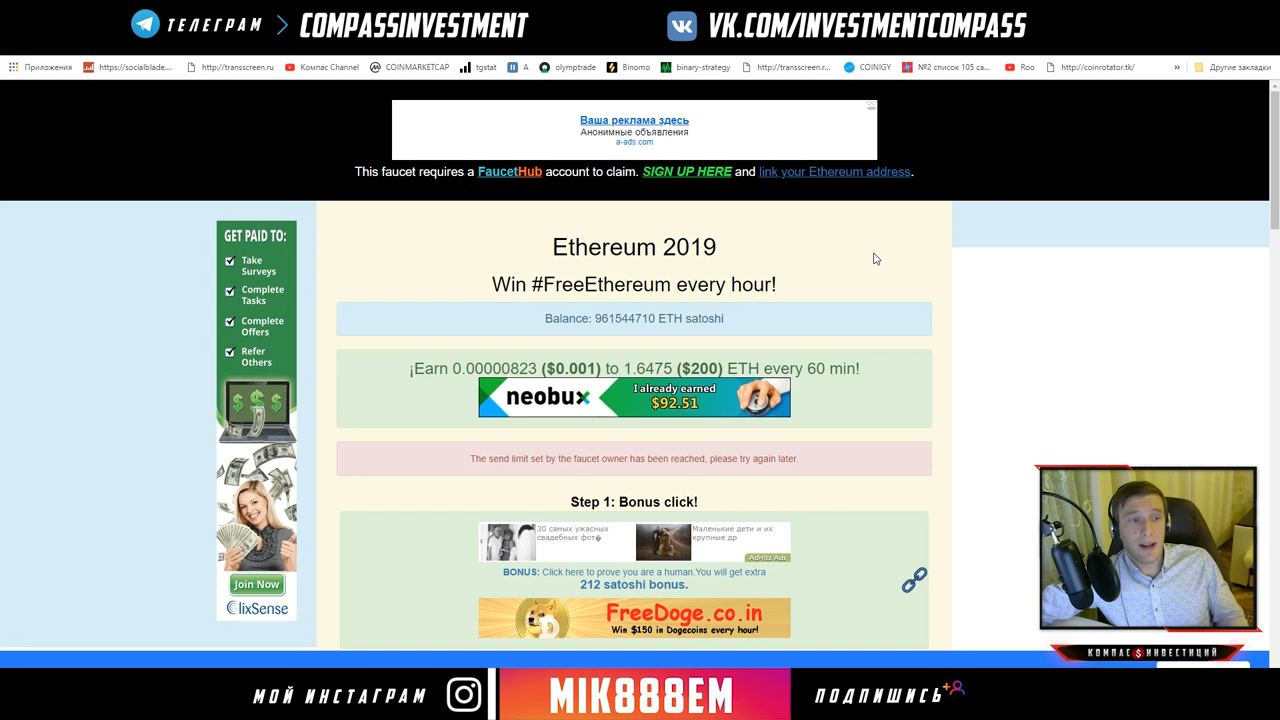 ТЕЛЕГРАМ > COMPASSINVESTMENT
VK.COM/INVESTMENTCOMPASS
Приложения https://socialblade.... http://transscreen.ru Компас Channel COINMARKETCAP tgstat A olymptrade Binomo binary-strategy http://transscreen.r... COINIGY №2 список 105 са... Roo http://coinrotator.tk/ » Другие закладки
Ваша реклама здесь
Анонимные объявления
a-ads.com
This faucet requires a FaucetHub account to claim. SIGN UP HERE and link your Ethereum address.
GET PAID TO:
Take
Surveys
Complete
Tasks
Complete
Offers
Refer
Others
Join Now
ClixSense
Ethereum 2019
Win #FreeEthereum every hour!
Balance: 961544710 ETH satoshi
¡Earn 0.00000823 ($0.001) to 1.6475 ($200) ETH every 60 min!
neobux
I already earned
$92.51
The send limit set by the faucet owner has been reached, please try again later.
Step 1: Bonus click!
30 самых ужасных
свадебных фот�
Маленькие дети и их
крупные др
AdHitz Ads
BONUS: Click here to prove you are a human.You will get extra
212 satoshi bonus.
FreeDoge.co.in
Win $150 in Dogecoins every hour!
КОМПАС $ ИНВЕСТИЦИЙ
МОЙ ИНСТАГРАМ
MIK888EM
ПОДПИШИСЬ